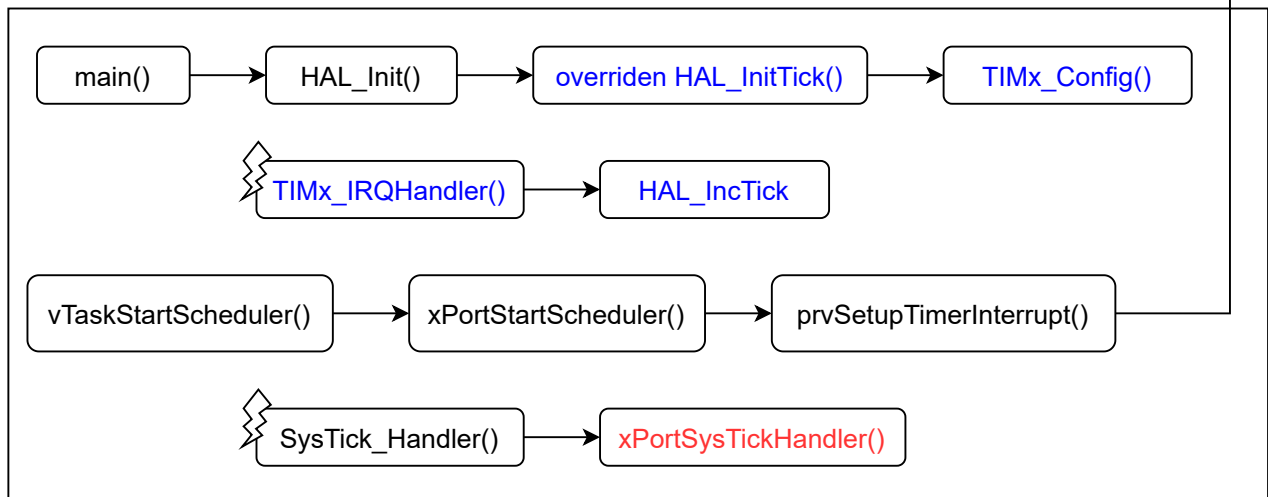 main()
HAL_Init()
overriden HAL_InitTick()
TIMx_Config()
TIMx_IRQHandler()
HAL_IncTick
vTaskStartScheduler()
xPortStartScheduler()
prvSetupTimerInterrupt()
SysTick_Handler()
xPortSysTickHandler()